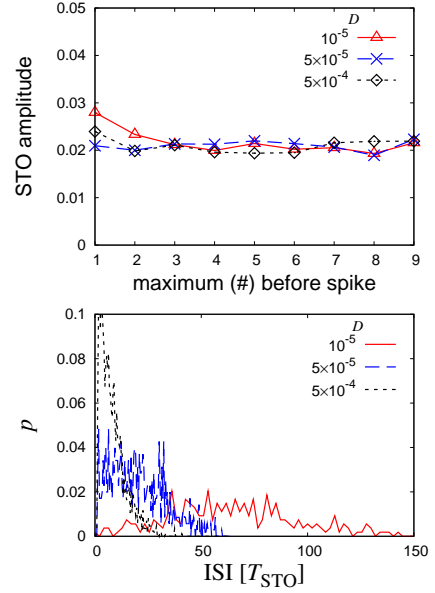 0.05
0.04
0.03
0.02
0.01
0
STO amplitude
D
10⁻⁵
5×10⁻⁵
5×10⁻⁴
1 2 3 4 5 6 7 8 9
maximum (#) before spike
0.1
0.08
0.06
0.04
0.02
0
p
D
10⁻⁵
5×10⁻⁵
5×10⁻⁴
0 50 100 150
ISI [T_STO]